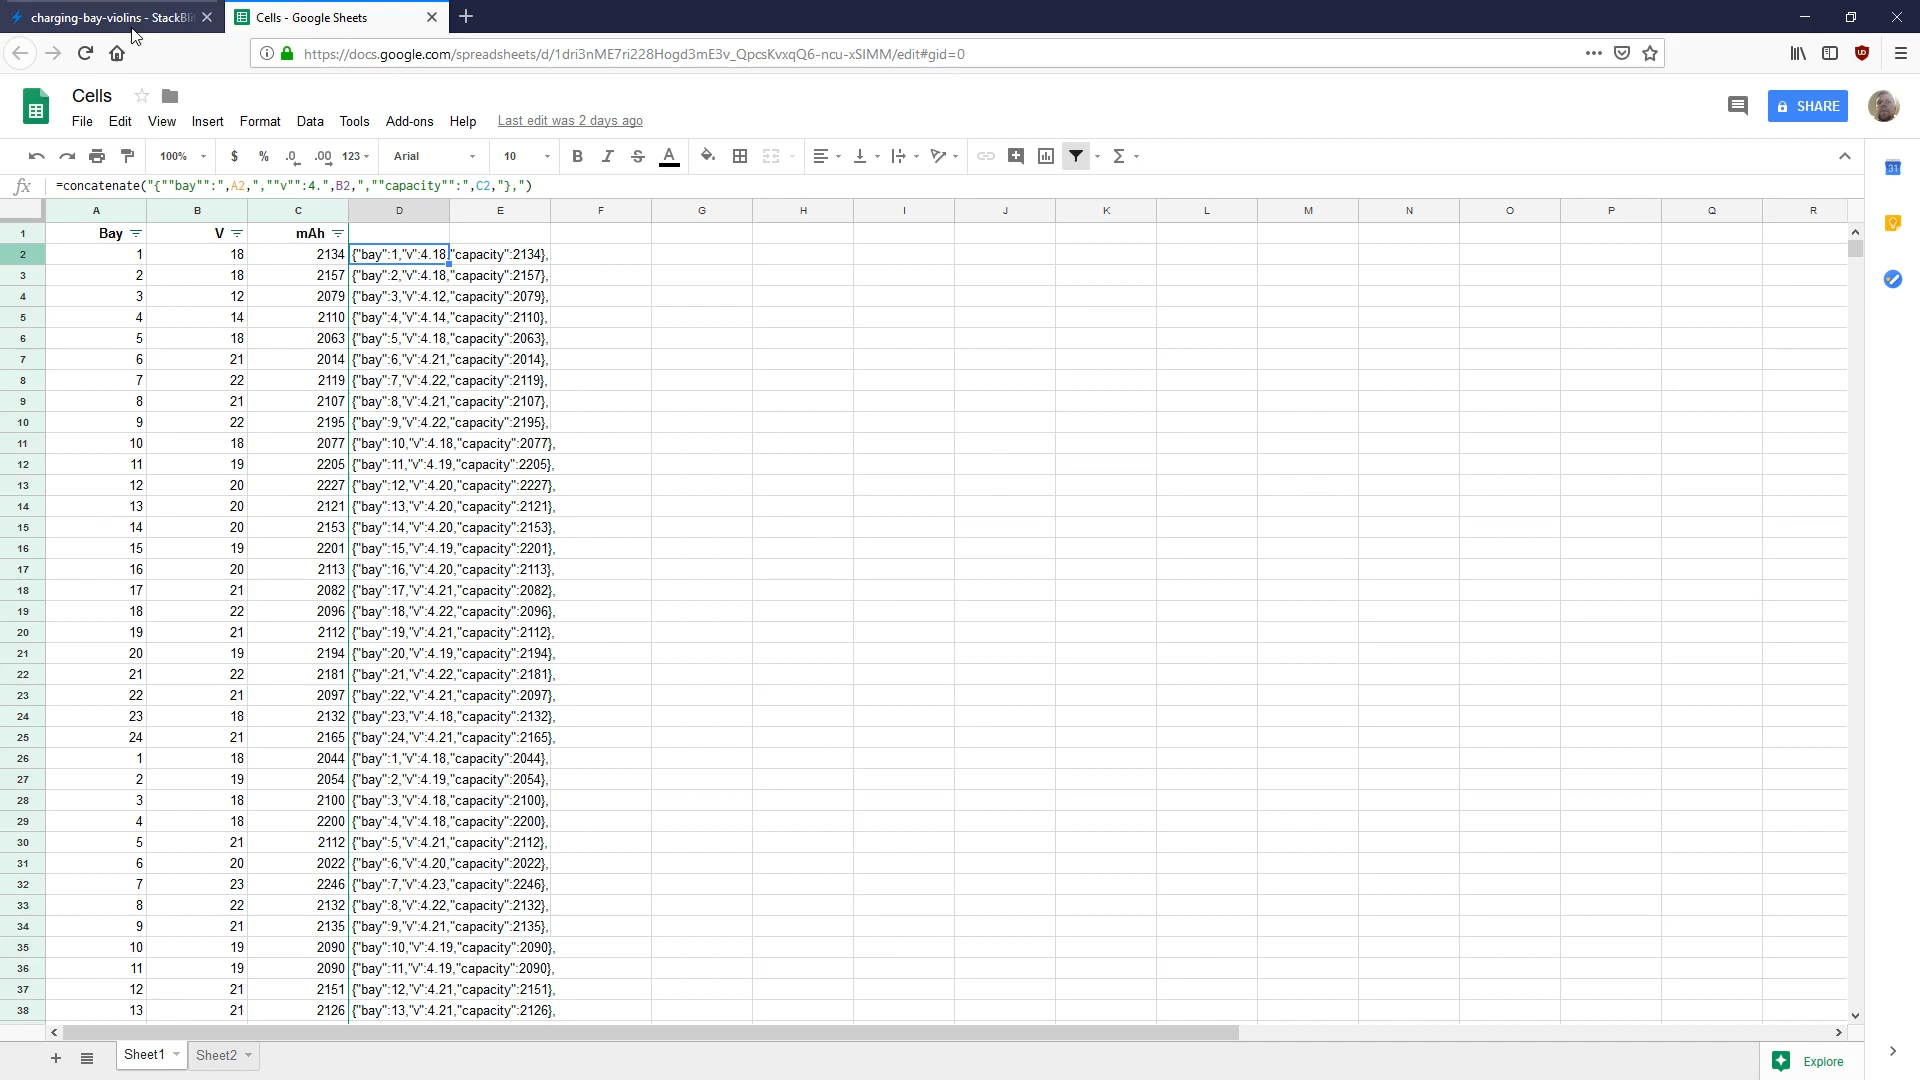 charging-bay-violins - StackBli
Cells - Google Sheets
https://docs.google.com/spreadsheets/d/1dri3nME7ri228Hogd3mE3v_QpcsKvxqQ6-ncu-xSIMM/edit#gid=0
Cells
SHARE
File Edit View Insert Format Data Tools Add-ons Help Last edit was 2 days ago
100% $ % .0 .00 123 Arial 10 B I S A Σ
31
fx =concatenate("{""bay"":",A2,",""v"":4.",B2,",""capacity"":",C2,"},")
A B C D E F G H I J K L M N O P Q R
1 Bay V mAh
2 1 18 2134 {"bay":1,"v":4.18,"capacity":2134},
3 2 18 2157 {"bay":2,"v":4.18,"capacity":2157},
4 3 12 2079 {"bay":3,"v":4.12,"capacity":2079},
5 4 14 2110 {"bay":4,"v":4.14,"capacity":2110},
6 5 18 2063 {"bay":5,"v":4.18,"capacity":2063},
7 6 21 2014 {"bay":6,"v":4.21,"capacity":2014},
8 7 22 2119 {"bay":7,"v":4.22,"capacity":2119},
9 8 21 2107 {"bay":8,"v":4.21,"capacity":2107},
10 9 22 2195 {"bay":9,"v":4.22,"capacity":2195},
11 10 18 2077 {"bay":10,"v":4.18,"capacity":2077},
12 11 19 2205 {"bay":11,"v":4.19,"capacity":2205},
13 12 20 2227 {"bay":12,"v":4.20,"capacity":2227},
14 13 20 2121 {"bay":13,"v":4.20,"capacity":2121},
15 14 20 2153 {"bay":14,"v":4.20,"capacity":2153},
16 15 19 2201 {"bay":15,"v":4.19,"capacity":2201},
17 16 20 2113 {"bay":16,"v":4.20,"capacity":2113},
18 17 21 2082 {"bay":17,"v":4.21,"capacity":2082},
19 18 22 2096 {"bay":18,"v":4.22,"capacity":2096},
20 19 21 2112 {"bay":19,"v":4.21,"capacity":2112},
21 20 19 2194 {"bay":20,"v":4.19,"capacity":2194},
22 21 22 2181 {"bay":21,"v":4.22,"capacity":2181},
23 22 21 2097 {"bay":22,"v":4.21,"capacity":2097},
24 23 18 2132 {"bay":23,"v":4.18,"capacity":2132},
25 24 21 2165 {"bay":24,"v":4.21,"capacity":2165},
26 1 18 2044 {"bay":1,"v":4.18,"capacity":2044},
27 2 19 2054 {"bay":2,"v":4.19,"capacity":2054},
28 3 18 2100 {"bay":3,"v":4.18,"capacity":2100},
29 4 18 2200 {"bay":4,"v":4.18,"capacity":2200},
30 5 21 2112 {"bay":5,"v":4.21,"capacity":2112},
31 6 20 2022 {"bay":6,"v":4.20,"capacity":2022},
32 7 23 2246 {"bay":7,"v":4.23,"capacity":2246},
33 8 22 2132 {"bay":8,"v":4.22,"capacity":2132},
34 9 21 2135 {"bay":9,"v":4.21,"capacity":2135},
35 10 19 2090 {"bay":10,"v":4.19,"capacity":2090},
36 11 19 2090 {"bay":11,"v":4.19,"capacity":2090},
37 12 21 2151 {"bay":12,"v":4.21,"capacity":2151},
38 13 21 2126 {"bay":13,"v":4.21,"capacity":2126},
Sheet1 Sheet2 Explore